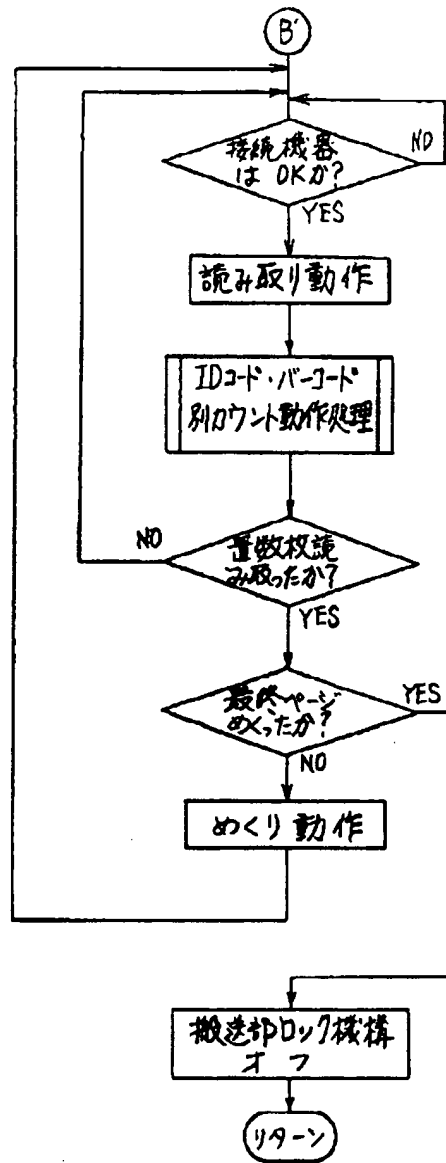 B'
接続機器
は OKか?
NO
YES
読み取り動作
IDコード・バーコード
別カウント動作処理
置数枚読
み取ったか?
NO
YES
最終ページ
めくったか?
YES
NO
めくり動作
搬送部ロック機構
オフ
リターン